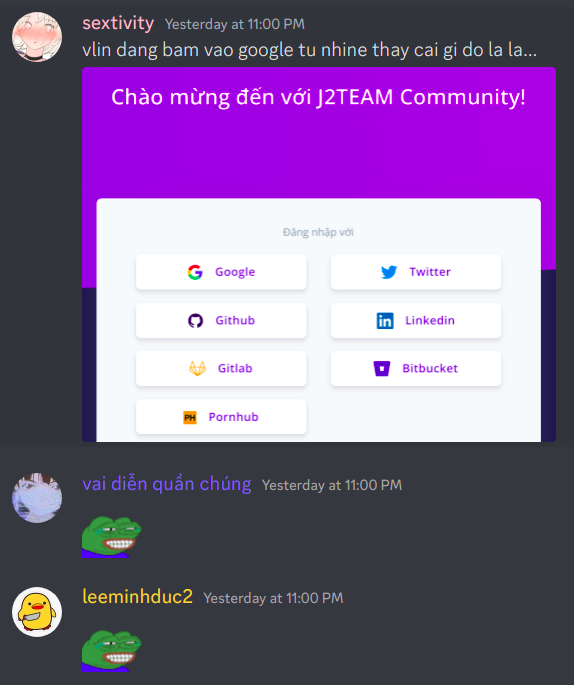 sextivity Yesterday at 11:00 PM
vlin dang bam vao google tu nhine thay cai gi do la la...
Chào mừng đến với J2TEAM Community!
Đăng nhập với
Google Twitter
Github Linkedin
Gitlab Bitbucket
PH Pornhub
vai diễn quần chúng Yesterday at 11:00 PM
leeminhduc2 Yesterday at 11:00 PM